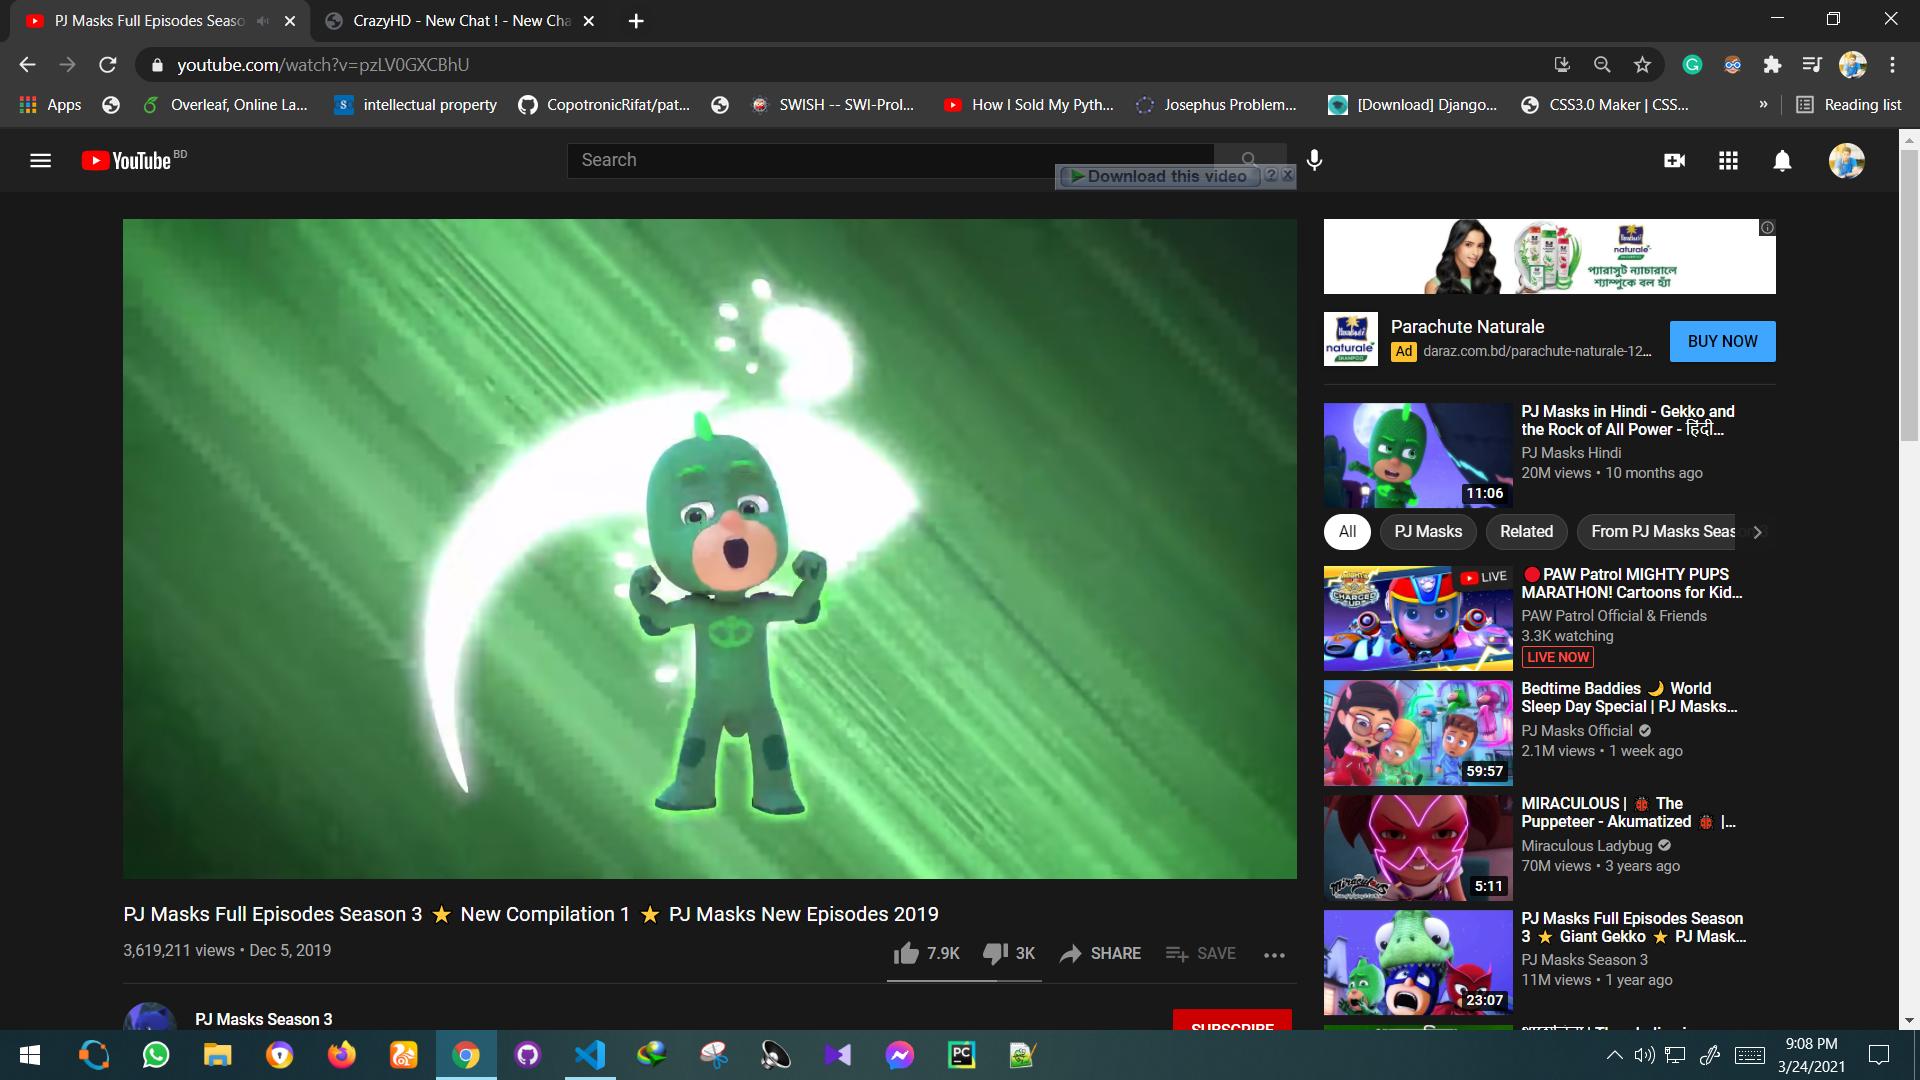 PJ Masks Full Episodes Seaso
CrazyHD - New Chat ! - New Cha
youtube.com/watch?v=pzLV0GXCBhU
Apps
Overleaf, Online La...
intellectual property
CopotronicRifat/pat...
SWISH -- SWI-Prol...
How I Sold My Pyth...
Josephus Problem...
[Download] Django...
CSS3.0 Maker | CSS...
»
Reading list
YouTube BD
Search
Download this video
naturale
প্যারাসুট ন্যাচারালে
শ্যাম্পুকে বল হ্যাঁ
naturale
SHAMPOO
Parachute Naturale
Ad daraz.com.bd/parachute-naturale-12...
BUY NOW
PJ Masks in Hindi - Gekko and
the Rock of All Power - हिंदी...
PJ Masks Hindi
20M views • 10 months ago
11:06
All
PJ Masks
Related
From PJ Masks Season 3
LIVE
CHARGED UP
PAW Patrol MIGHTY PUPS
MARATHON! Cartoons for Kid...
PAW Patrol Official & Friends
3.3K watching
LIVE NOW
Bedtime Baddies 🌙 World
Sleep Day Special | PJ Masks...
PJ Masks Official
2.1M views • 1 week ago
59:57
MIRACULOUS | 🐞 The
Puppeteer - Akumatized 🐞 |...
Miraculous Ladybug
70M views • 3 years ago
Miraculous
5:11
PJ Masks Full Episodes Season
3 ⭐ Giant Gekko ⭐ PJ Mask...
PJ Masks Season 3
11M views • 1 year ago
23:07
PJ Masks Full Episodes Season 3 ⭐ New Compilation 1 ⭐ PJ Masks New Episodes 2019
3,619,211 views • Dec 5, 2019
7.9K
3K
SHARE
SAVE
PJ Masks Season 3
SUBSCRIBE
PC
9:08 PM
3/24/2021